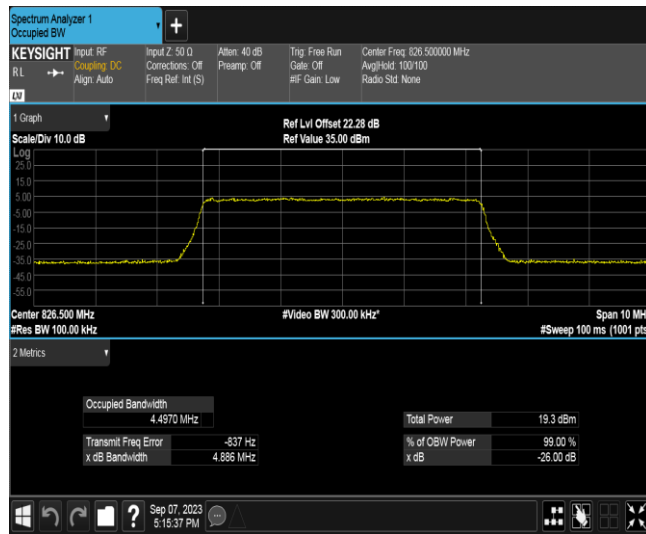 Spectrum Analyzer 1
Occupied BW
+
KEYSIGHT
RL
LXI
Input: RF
Coupling: DC
Align: Auto
Input Z: 50 Ω
Corrections: Off
Freq Ref: Int (S)
Atten: 40 dB
Preamp: Off
Trig: Free Run
Gate: Off
#IF Gain: Low
Center Freq: 826.500000 MHz
Avg|Hold: 100/100
Radio Std: None
1 Graph
Scale/Div 10.0 dB
Ref Lvl Offset 22.28 dB
Ref Value 35.00 dBm
Log
25.0
15.0
5.00
-5.00
-15.0
-25.0
-35.0
-45.0
-55.0
Center 826.500 MHz
#Video BW 300.00 kHz*
Span 10 MH
#Res BW 100.00 kHz
#Sweep 100 ms (1001 pts
2 Metrics
Occupied Bandwidth
4.4970 MHz
Total Power 19.3 dBm
Transmit Freq Error -837 Hz
% of OBW Power 99.00 %
x dB Bandwidth 4.886 MHz
x dB -26.00 dB
?
Sep 07, 2023
5:15:37 PM